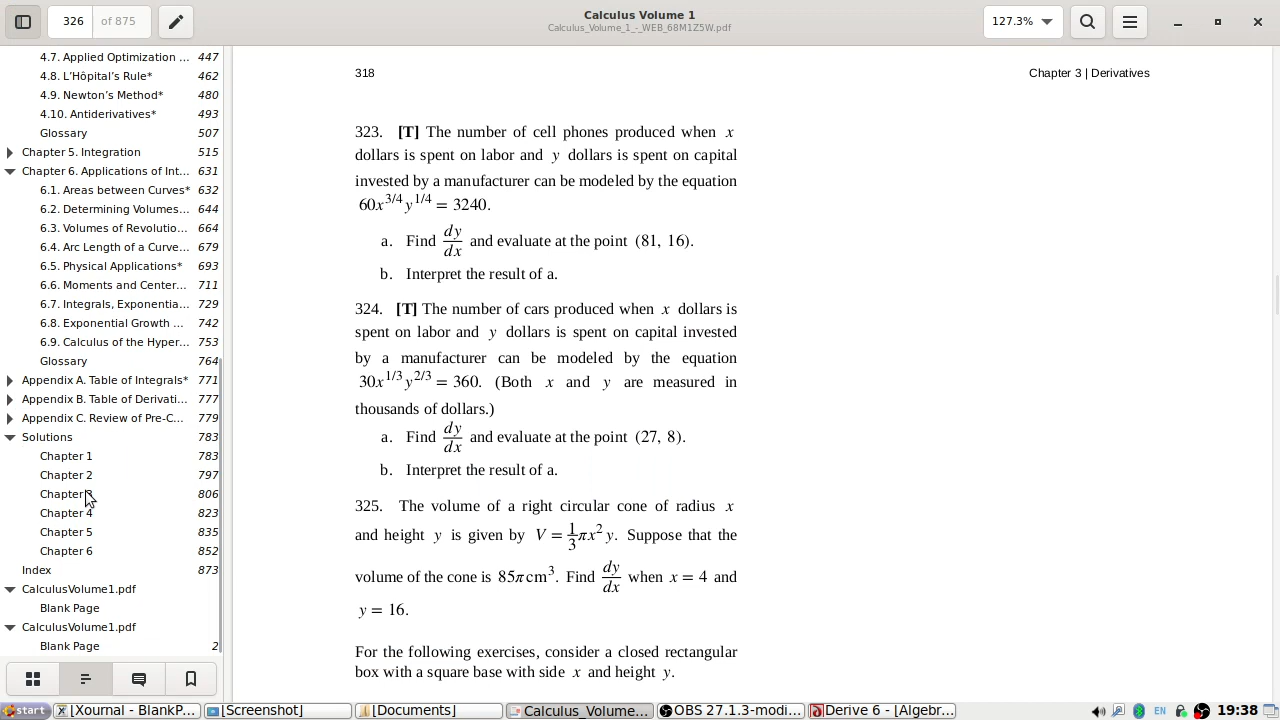 326 of 875
Calculus Volume 1
Calculus_Volume_1_-_WEB_68M1Z5W.pdf
127.3%
4.7. Applied Optimization ... 447
4.8. L’Hôpital’s Rule* 462
4.9. Newton’s Method* 480
4.10. Antiderivatives* 493
Glossary 507
Chapter 5. Integration 515
Chapter 6. Applications of Int... 631
6.1. Areas between Curves* 632
6.2. Determining Volumes... 644
6.3. Volumes of Revolutio... 664
6.4. Arc Length of a Curve... 679
6.5. Physical Applications* 693
6.6. Moments and Center... 711
6.7. Integrals, Exponentia... 729
6.8. Exponential Growth ... 742
6.9. Calculus of the Hyper... 753
Glossary 764
Appendix A. Table of Integrals* 771
Appendix B. Table of Derivati... 777
Appendix C. Review of Pre-C... 779
Solutions 783
Chapter 1 783
Chapter 2 797
Chapter 3 806
Chapter 4 823
Chapter 5 835
Chapter 6 852
Index 873
CalculusVolume1.pdf
Blank Page
CalculusVolume1.pdf
Blank Page 2
318 Chapter 3 | Derivatives
323. [T] The number of cell phones produced when x
dollars is spent on labor and y dollars is spent on capital
invested by a manufacturer can be modeled by the equation
60x^{3/4} y^{1/4} = 3240.
a. Find dy/dx and evaluate at the point (81, 16).
b. Interpret the result of a.
324. [T] The number of cars produced when x dollars is
spent on labor and y dollars is spent on capital invested
by a manufacturer can be modeled by the equation
30x^{1/3} y^{2/3} = 360. (Both x and y are measured in
thousands of dollars.)
a. Find dy/dx and evaluate at the point (27, 8).
b. Interpret the result of a.
325. The volume of a right circular cone of radius x
and height y is given by V = 1/3 πx² y. Suppose that the
volume of the cone is 85π cm³. Find dy/dx when x = 4 and
y = 16.
For the following exercises, consider a closed rectangular
box with a square base with side x and height y.
start [Xournal - BlankP... [Screenshot] [Documents] Calculus_Volume... OBS 27.1.3-modi... Derive 6 - [Algebr... EN 19:38